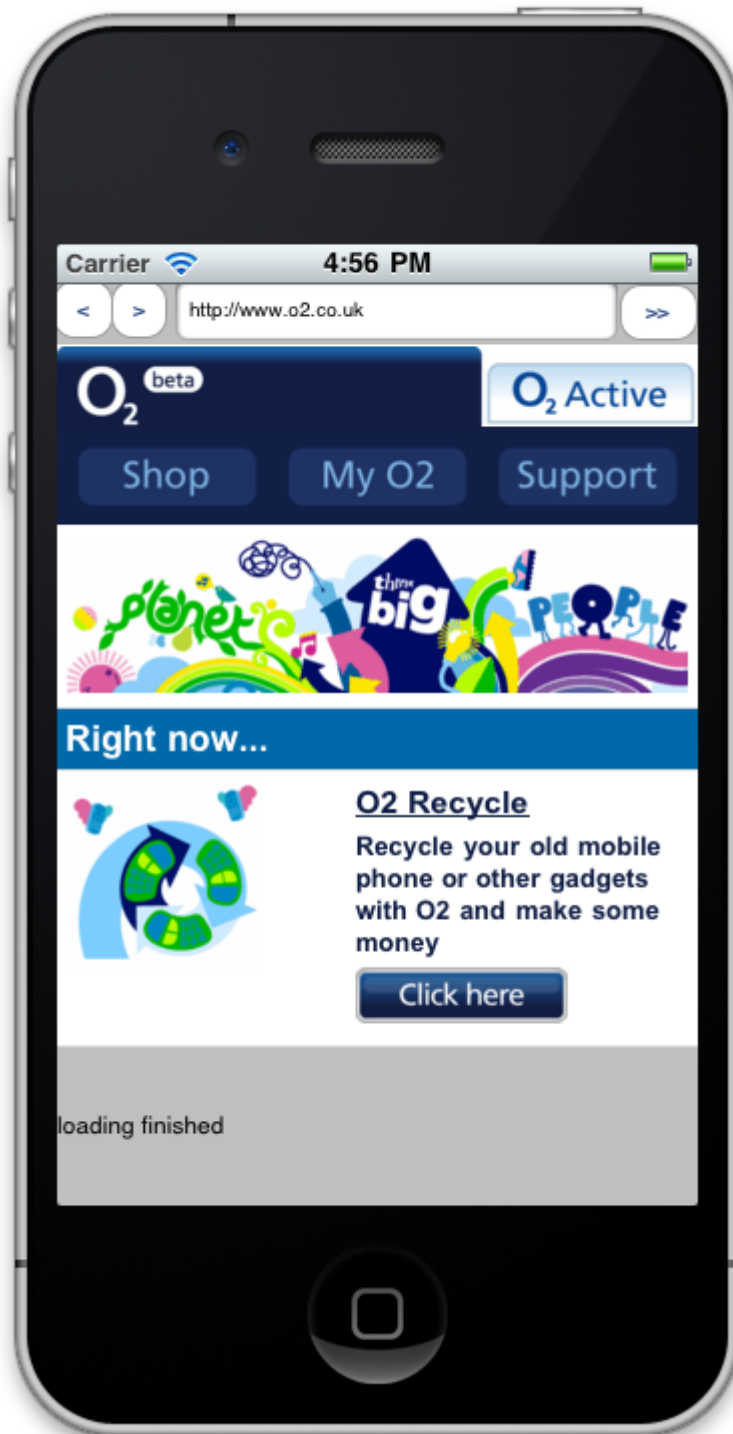 Carrier 4:56 PM
< > http://www.o2.co.uk >>
O2 beta
O2 Active
Shop My O2 Support
planet think big PEOPLE
Right now...
O2 Recycle
Recycle your old mobile
phone or other gadgets
with O2 and make some
money
Click here
loading finished